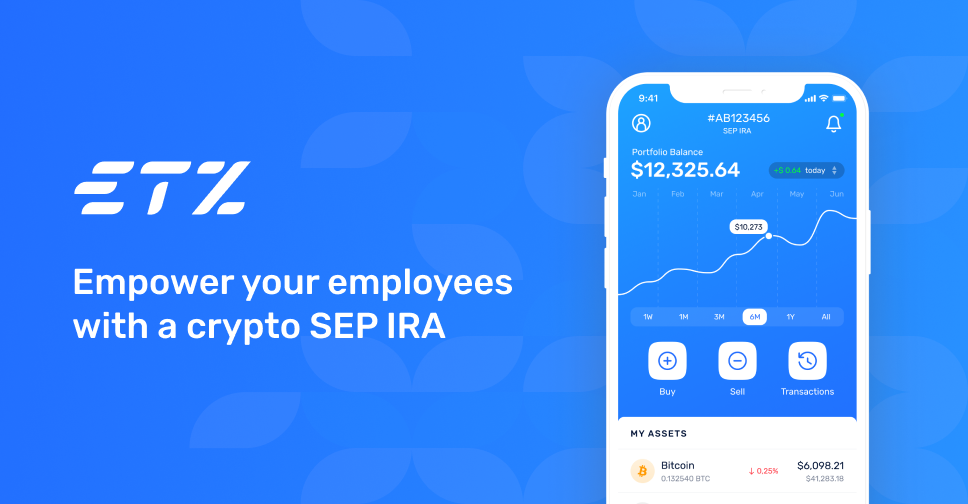 ETZ
Empower your employees
with a crypto SEP IRA
9:41
#AB123456
SEP IRA
Portfolio Balance
$12,325.64
+$ 0.64 today
Jan Feb Mar Apr May Jun
$10,273
1W 1M 3M 6M 1Y All
Buy Sell Transactions
MY ASSETS
Bitcoin ↓ 0,25% $6,098.21
0.132540 BTC $41,283.18